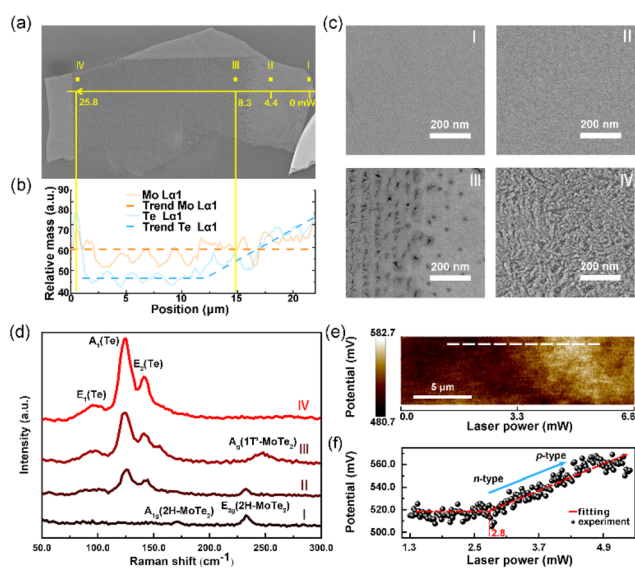 (a)
IV III II I
25.8 8.3 4.4 0 mW
(b)
Relative mass (a.u.)
90
80
70
60
50
40
Mo Lα1
Trend Mo Lα1
Te Lα1
Trend Te Lα1
0 5 10 15 20
Position (μm)
(c)
I
200 nm
II
200 nm
III
200 nm
IV
200 nm
(d)
Intensity (a.u.)
A₁(Te)
E₂(Te)
E₁(Te)
IV
A_g(1T'-MoTe₂)
III
II
A₁g(2H-MoTe₂)
E₂g(2H-MoTe₂)
I
50.0 100.0 150.0 200.0 250.0 300.0
Raman shift (cm⁻¹)
(e)
Potential (mV)
582.7
480.7
5 μm
0.0 3.3 6.6
Laser power (mW)
(f)
Potential (mV)
560.0
540.0
520.0
500.0
n-type
p-type
2.8
fitting
experiment
1.3 2.5 3.7 4.9
Laser power (mW)